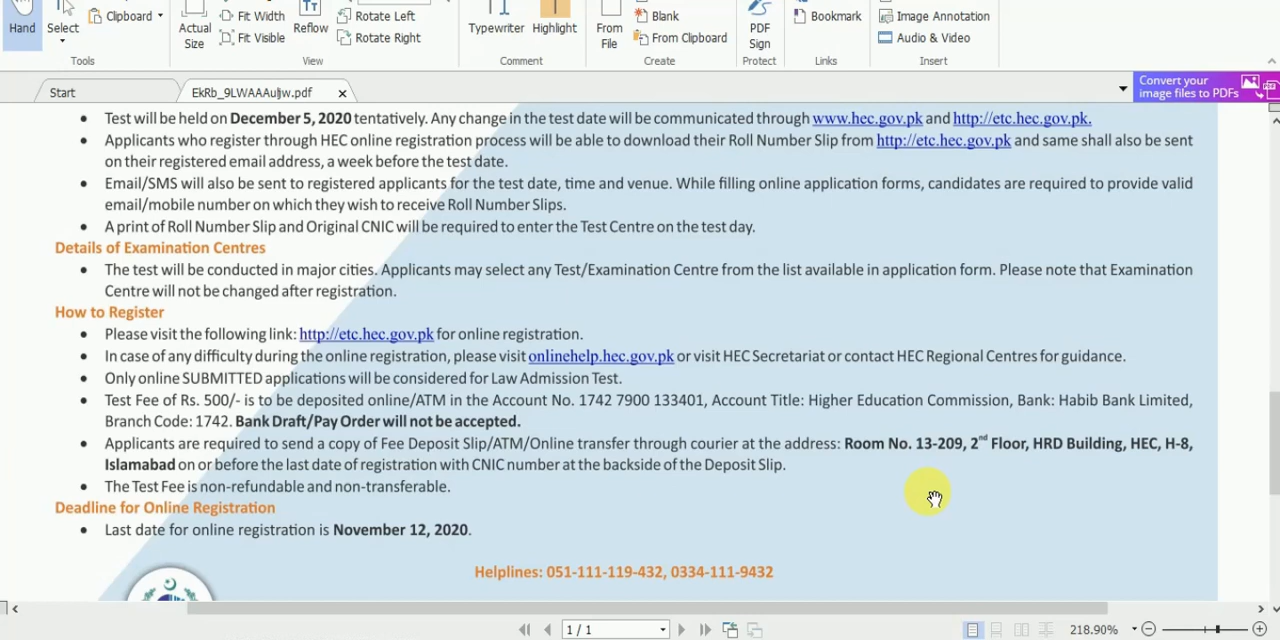 Clipboard
Fit Width
Rotate Left
Blank
Bookmark
Image Annotation
Hand
Select
Actual Size
Fit Visible
Reflow
Rotate Right
Typewriter
Highlight
From File
From Clipboard
PDF Sign
Audio & Video
Tools
View
Comment
Create
Protect
Links
Insert
Start
EkRb_9LWAAAuljw.pdf
Convert your
image files to PDFs
Test will be held on December 5, 2020 tentatively. Any change in the test date will be communicated through www.hec.gov.pk and http://etc.hec.gov.pk.
Applicants who register through HEC online registration process will be able to download their Roll Number Slip from http://etc.hec.gov.pk and same shall also be sent
on their registered email address, a week before the test date.
Email/SMS will also be sent to registered applicants for the test date, time and venue. While filling online application forms, candidates are required to provide valid
email/mobile number on which they wish to receive Roll Number Slips.
A print of Roll Number Slip and Original CNIC will be required to enter the Test Centre on the test day.
Details of Examination Centres
The test will be conducted in major cities. Applicants may select any Test/Examination Centre from the list available in application form. Please note that Examination
Centre will not be changed after registration.
How to Register
Please visit the following link: http://etc.hec.gov.pk for online registration.
In case of any difficulty during the online registration, please visit onlinehelp.hec.gov.pk or visit HEC Secretariat or contact HEC Regional Centres for guidance.
Only online SUBMITTED applications will be considered for Law Admission Test.
Test Fee of Rs. 500/- is to be deposited online/ATM in the Account No. 1742 7900 133401, Account Title: Higher Education Commission, Bank: Habib Bank Limited,
Branch Code: 1742. Bank Draft/Pay Order will not be accepted.
Applicants are required to send a copy of Fee Deposit Slip/ATM/Online transfer through courier at the address: Room No. 13-209, 2nd Floor, HRD Building, HEC, H-8,
Islamabad on or before the last date of registration with CNIC number at the backside of the Deposit Slip.
The Test Fee is non-refundable and non-transferable.
Deadline for Online Registration
Last date for online registration is November 12, 2020.
Helplines: 051-111-119-432, 0334-111-9432
1 / 1
218.90%